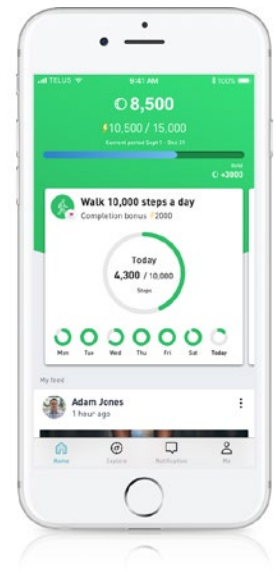 TELUS 9:41 AM 100%
8,500
10,500 / 15,000
Current period Sept 1 - Dec 31
+3000
Walk 10,000 steps a day
Completion bonus 2000
Today
4,300 / 10,000
Steps
Mon Tue Wed Thu Fri Sat Today
My feed
Adam Jones
1 hour ago
Home Explore Notification Me